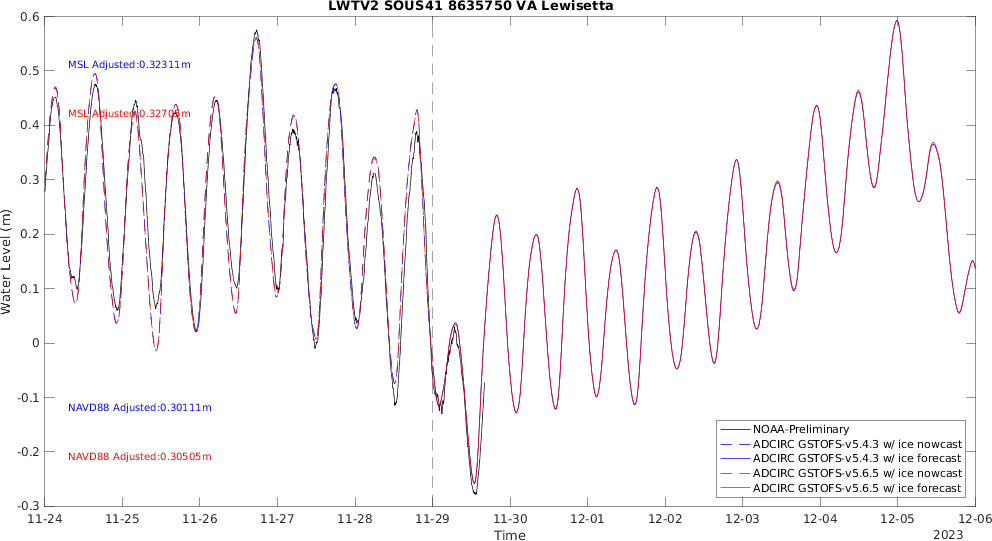 LWTV2 SOUS41 8635750 VA Lewisetta
0.6
0.5
0.4
0.3
0.2
0.1
0
-0.1
-0.2
-0.3
Water Level (m)
MSL Adjusted:0.32311m
MSL Adjusted:0.32705m
NAVD88 Adjusted:0.30111m
NAVD88 Adjusted:0.30505m
NOAA-Preliminary
ADCIRC GSTOFS-v5.4.3 w/ ice nowcast
ADCIRC GSTOFS-v5.4.3 w/ ice forecast
ADCIRC GSTOFS-v5.6.5 w/ ice nowcast
ADCIRC GSTOFS-v5.6.5 w/ ice forecast
11-24 11-25 11-26 11-27 11-28 11-29 11-30 12-01 12-02 12-03 12-04 12-05 12-06
Time
2023